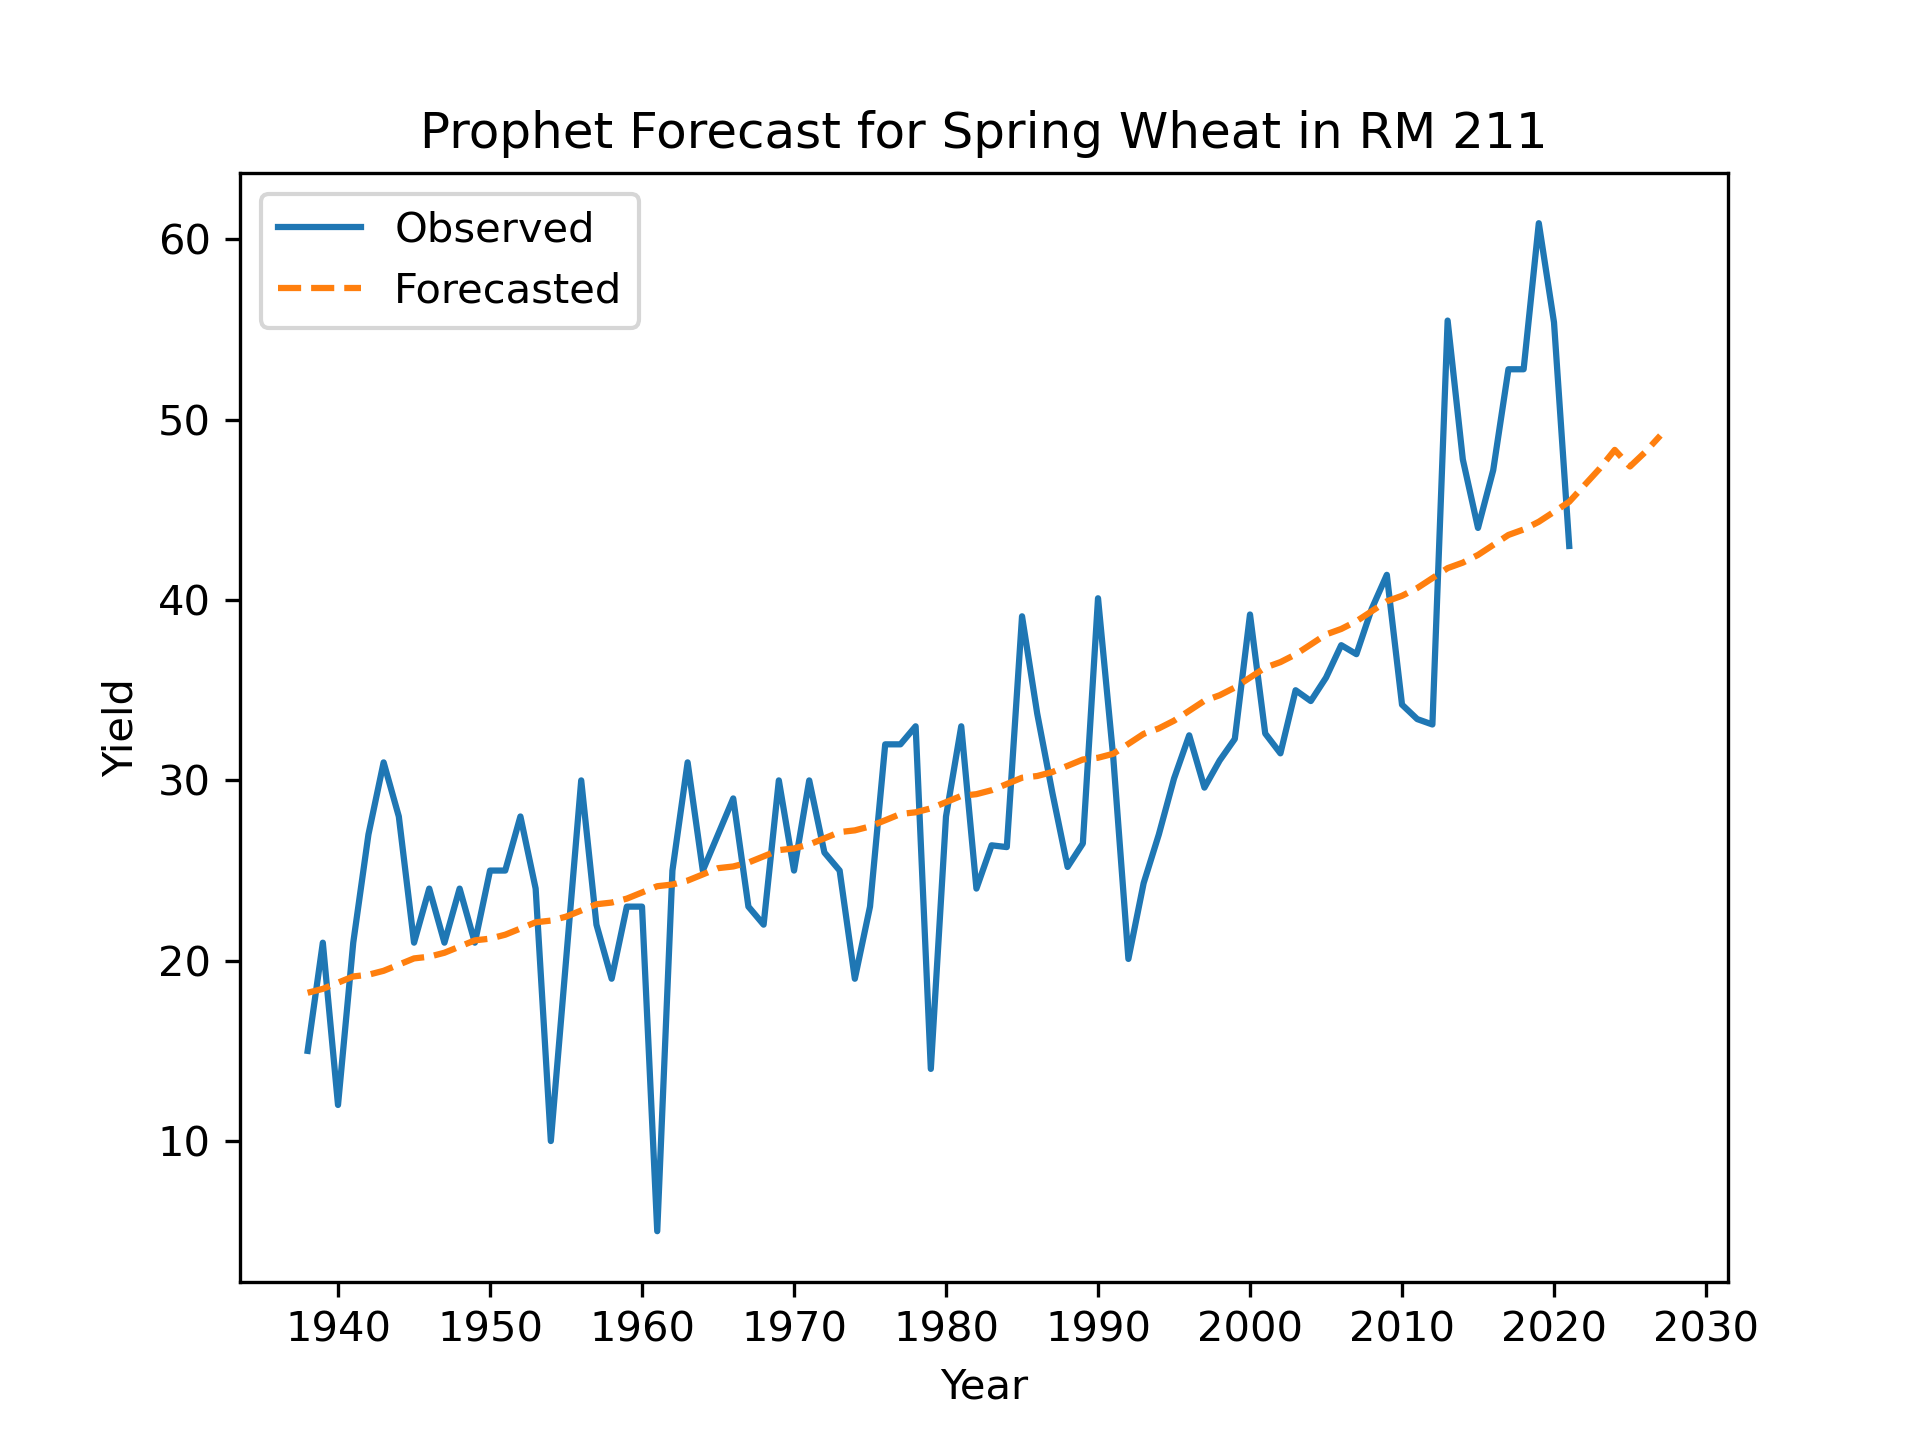 Prophet Forecast for Spring Wheat in RM 211
Observed
Forecasted
60
50
40
30
20
10
Yield
1940 1950 1960 1970 1980 1990 2000 2010 2020 2030
Year